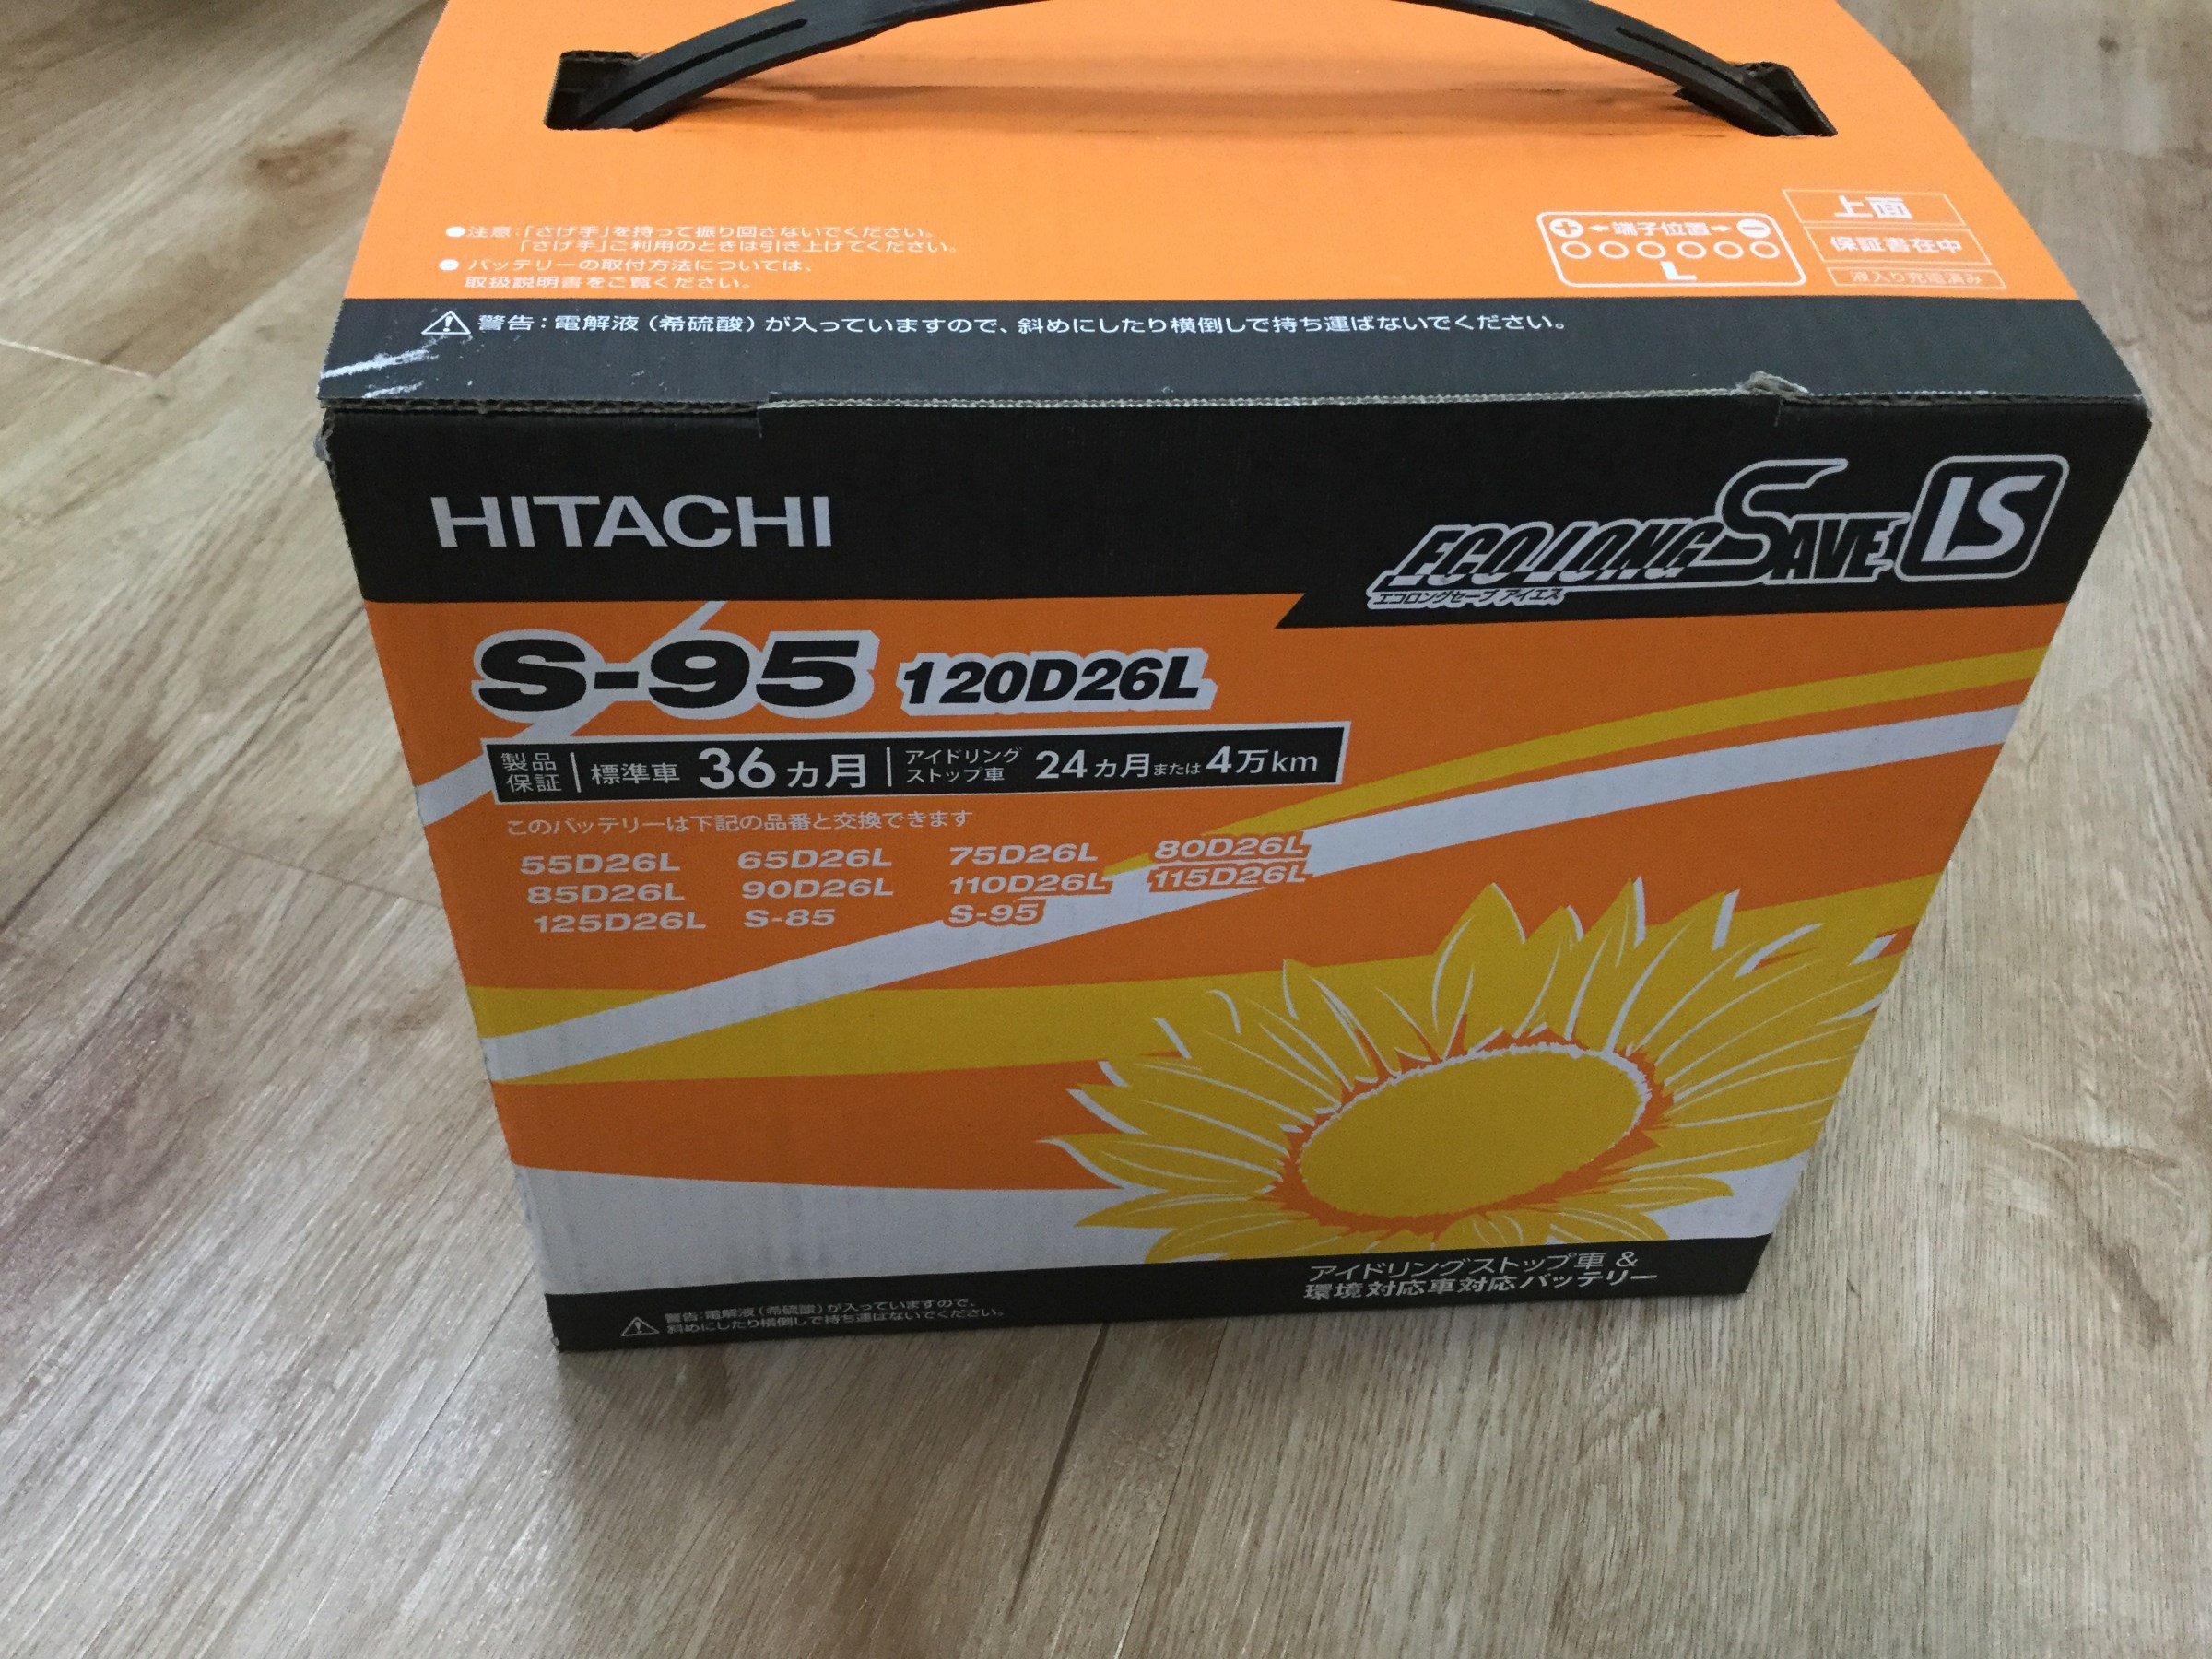 ●注意:「さげ手」を持って振り回さないでください。
「さげ手」ご利用のときは引き上げてください。
● バッテリーの取付方法については、
取扱説明書をご覧ください。
+ ←端子位置→ −
L
上面
保証書在中
液入り充電済み
警告:電解液(希硫酸)が入っていますので、斜めにしたり横倒しで持ち運ばないでください。
HITACHI
ECO LONG SAVE IS
エコロングセーブ アイエス
S-95 120D26L
製品保証 標準車 36ヵ月 アイドリングストップ車 24ヵ月または4万km
このバッテリーは下記の品番と交換できます
55D26L 65D26L 75D26L 80D26L
85D26L 90D26L 110D26L 115D26L
125D26L S-85 S-95
アイドリングストップ車 &
環境対応車対応バッテリー
警告:電解液(希硫酸)が入っていますので、
斜めにしたり横倒しで持ち運ばないでください。